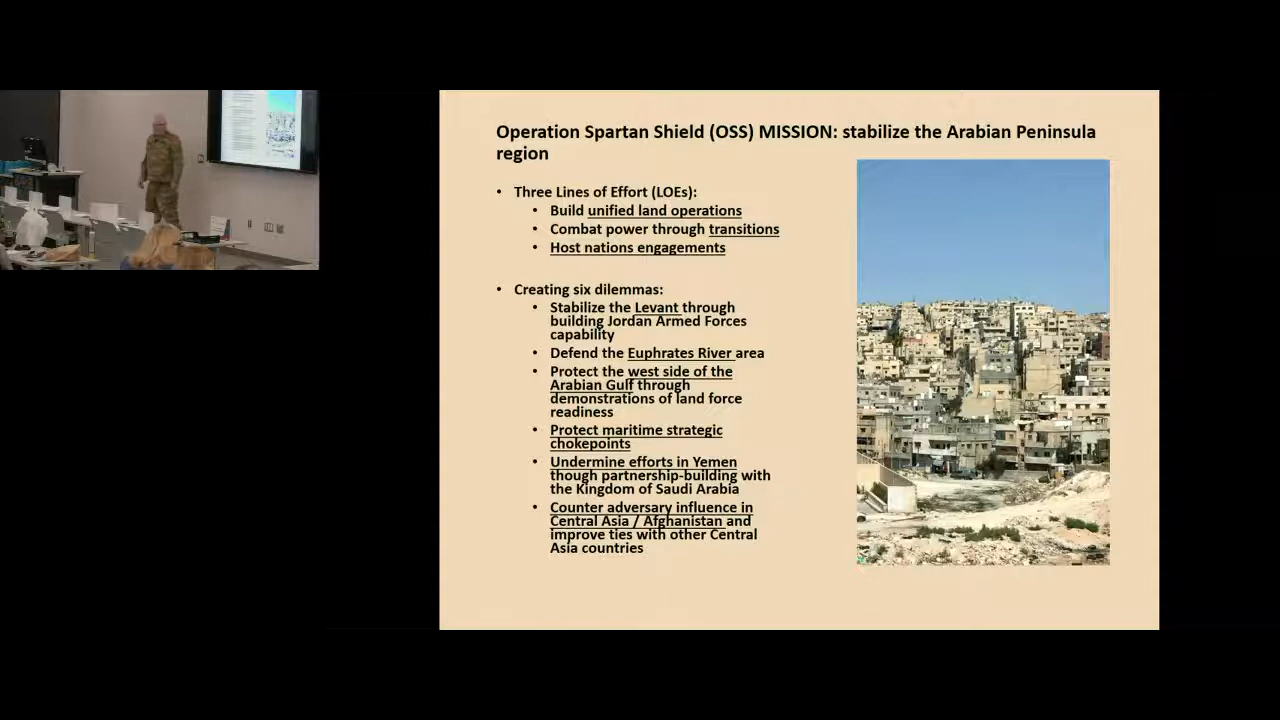 Operation Spartan Shield (OSS) MISSION: stabilize the Arabian Peninsula
region
• Three Lines of Effort (LOEs):
• Build unified land operations
• Combat power through transitions
• Host nations engagements
• Creating six dilemmas:
• Stabilize the Levant through
building Jordan Armed Forces
capability
• Defend the Euphrates River area
• Protect the west side of the
Arabian Gulf through
demonstrations of land force
readiness
• Protect maritime strategic
chokepoints
• Undermine efforts in Yemen
though partnership-building with
the Kingdom of Saudi Arabia
• Counter adversary influence in
Central Asia / Afghanistan and
improve ties with other Central
Asia countries